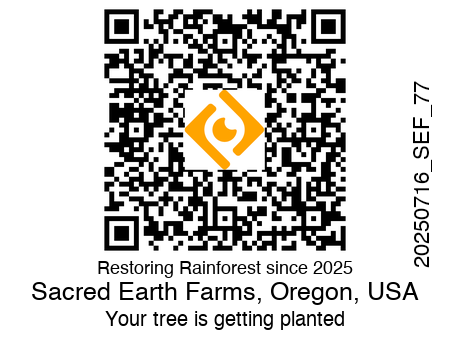 Restoring Rainforest since 2025
Sacred Earth Farms, Oregon, USA
Your tree is getting planted
20250716_SEF_77